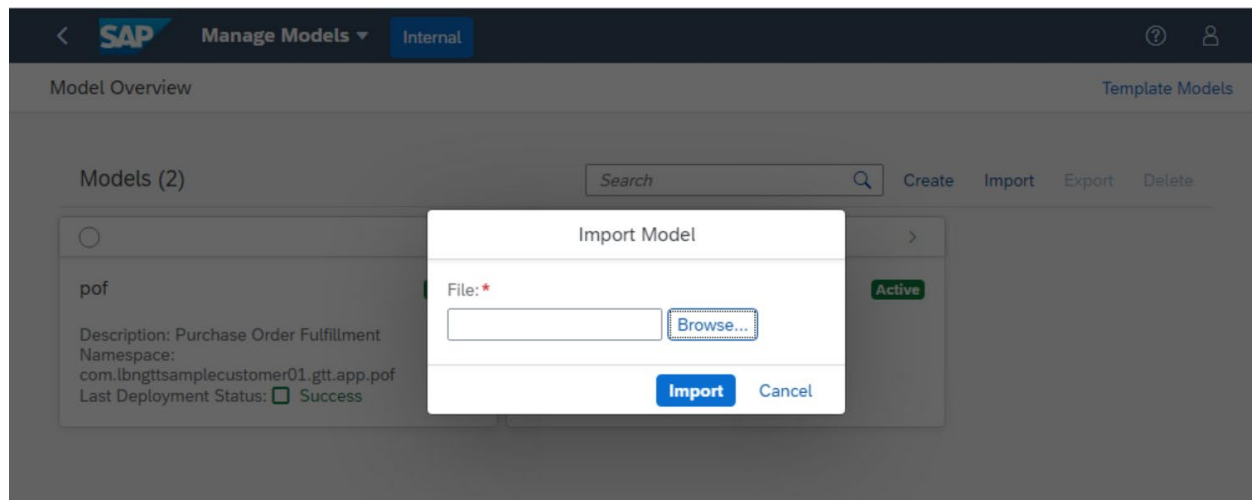 SAP
Manage Models
Internal
Model Overview
Template Models
Models (2)
Search
Create
Import
Export
Delete
Import Model
pof
Active
File:*
Browse...
Description: Purchase Order Fulfillment
Namespace:
com.lbngttsamplecustomer01.gtt.app.pof
Last Deployment Status: Success
Import
Cancel